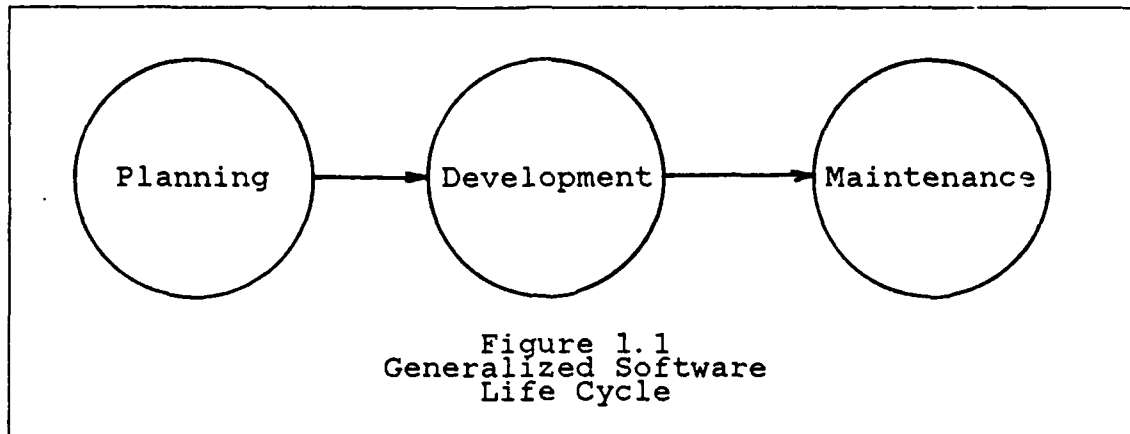 Planning
Development
Maintenance
Figure 1.1
Generalized Software
Life Cycle